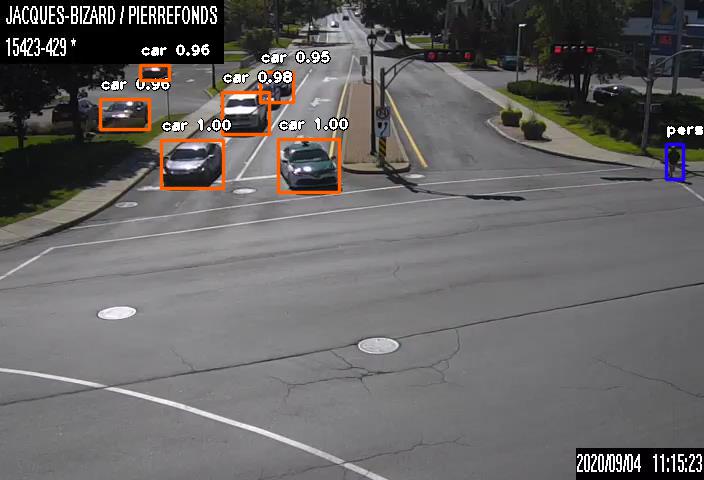 JACQUES-BIZARD / PIERREFONDS
15423-429 *
car 0.96
car 0.95
car 0.96
car 0.98
car 1.00
car 1.00
pers
2020/09/04 11:15:23